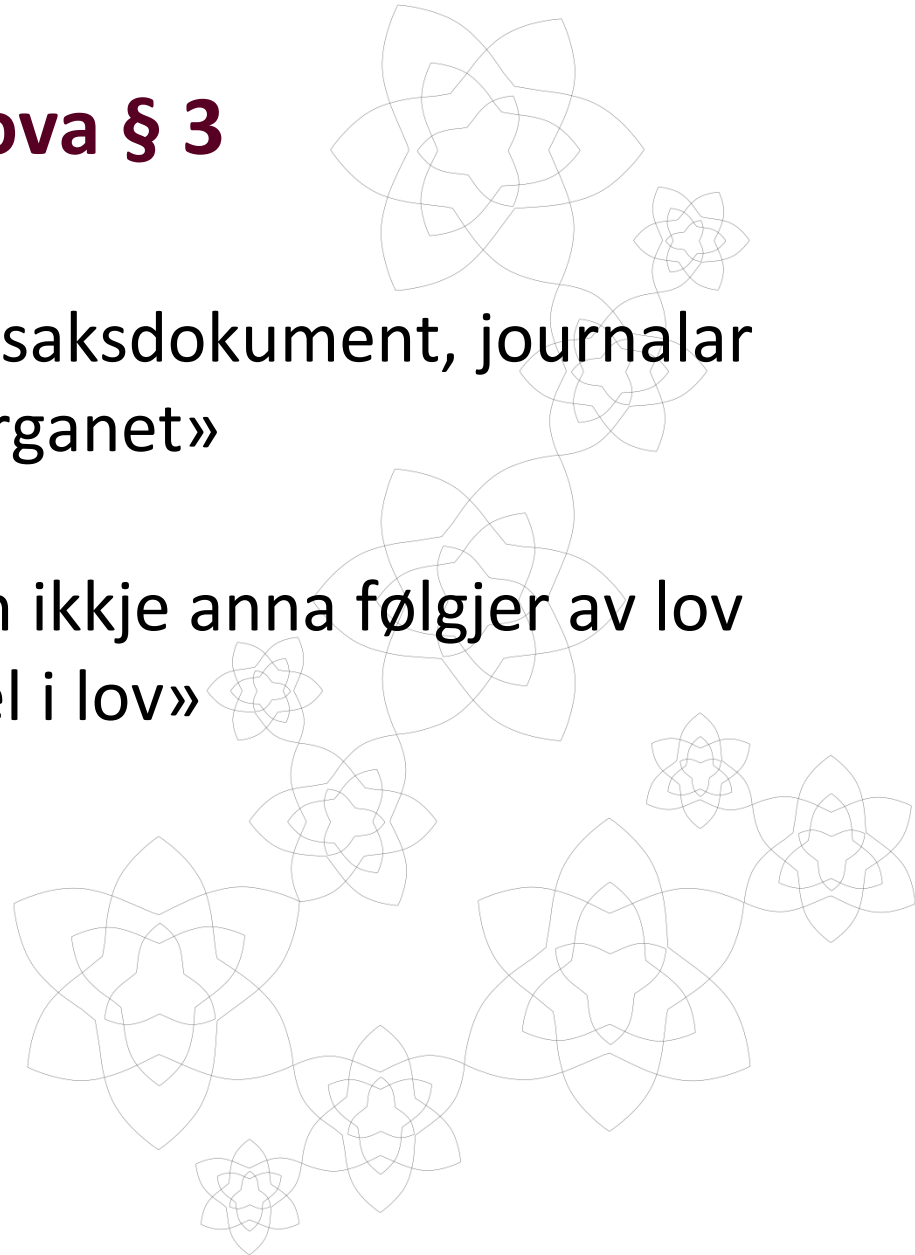 ova § 3
saksdokument, journalar
rganet»
n ikkje anna følgjer av lov
el i lov»